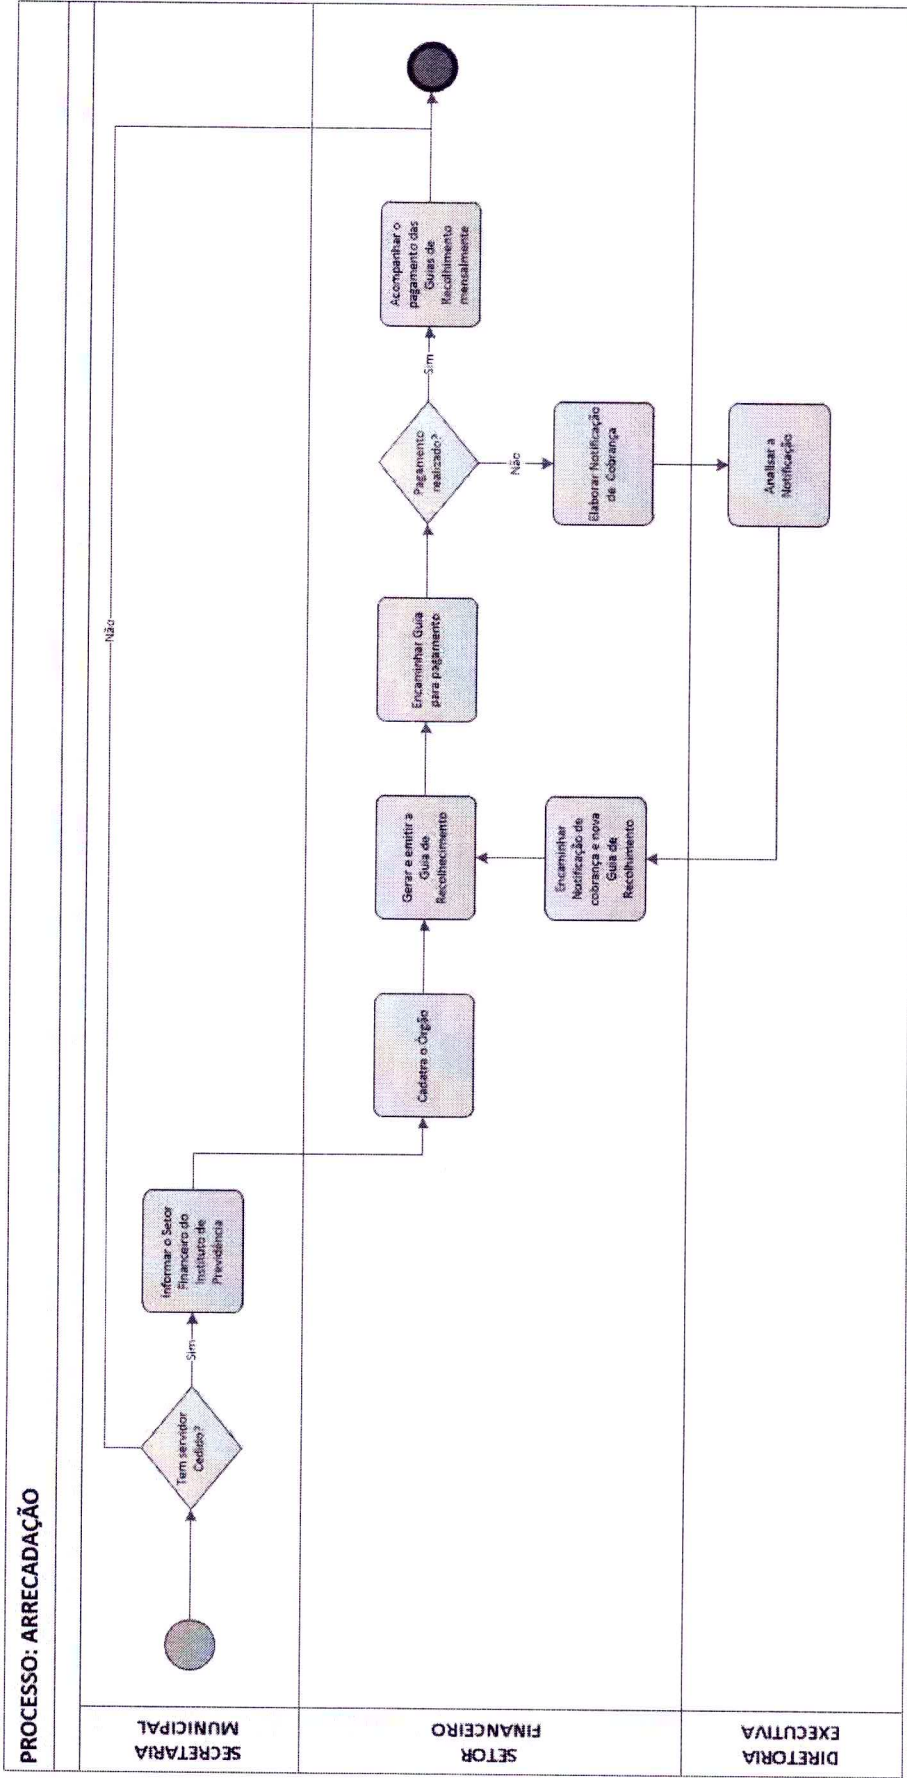 PROCESSO: ARRECADAÇÃO
SECRETARIA
MUNICIPAL
Tem servidor
Cedido?
Sim
Não
Informar o Setor
Financeiro do
Instituto de
Previdência
SETOR
FINANCEIRO
Cadatra o Órgão
Gerar e emitir a
Guia de
Recolhecimento
Encaminhar Guia
para pagamento
Pagamento
realizado?
Sim
Acompanhar o
pagamento das
Guias de
Recolhimento
mensalmente
Não
Elaborar Notificação
de Cobrança
Encaminhar
Notificação de
cobrança e nova
Guia de
Recolhimento
DIRETORIA
EXECUTIVA
Analisar a
Notificação